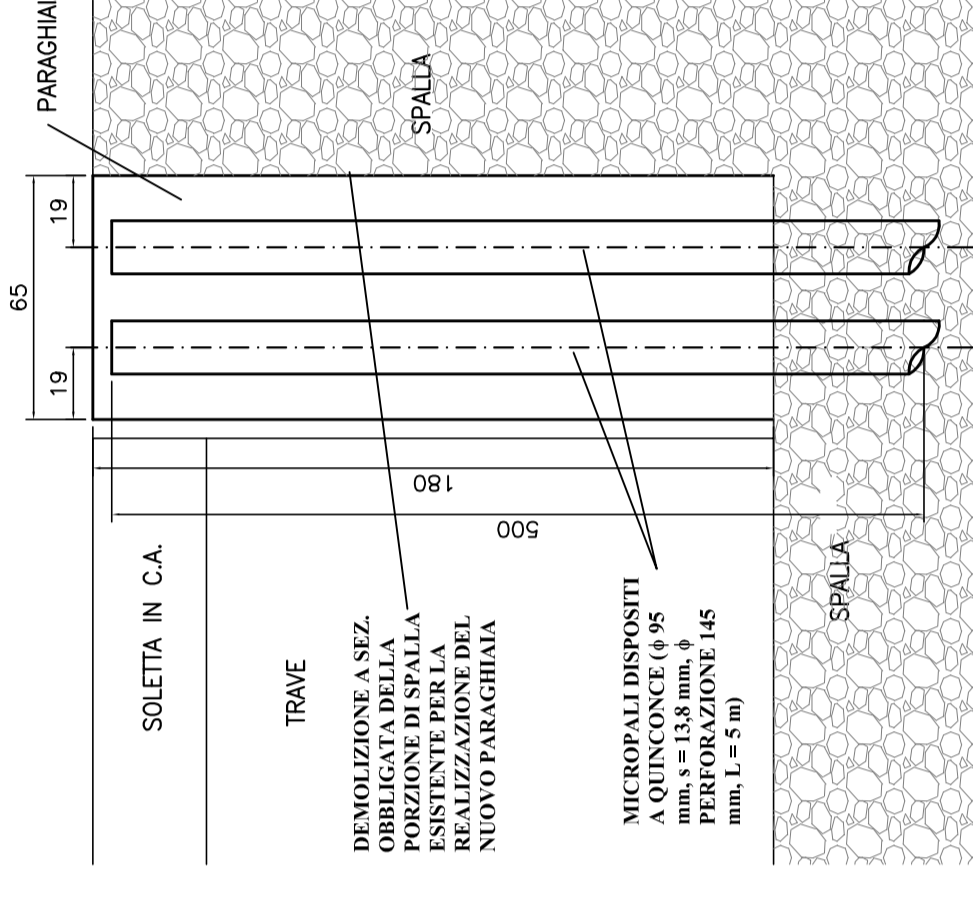 PARAGHIAI
SPALLA
19
65
19
180
500
SOLETTA IN C.A.
TRAVE
DEMOLIZIONE A SEZ.
OBBLIGATA DELLA
PORZIONE DI SPALLA
ESISTENTE PER LA
REALIZZAZIONE DEL
NUOVO PARAGHIAIA
MICROPALI DISPOSITI
A QUINCONCE (ϕ 95
mm, s = 13,8 mm, ϕ
PERFORAZIONE 145
mm, L = 5 m)
SPALLA